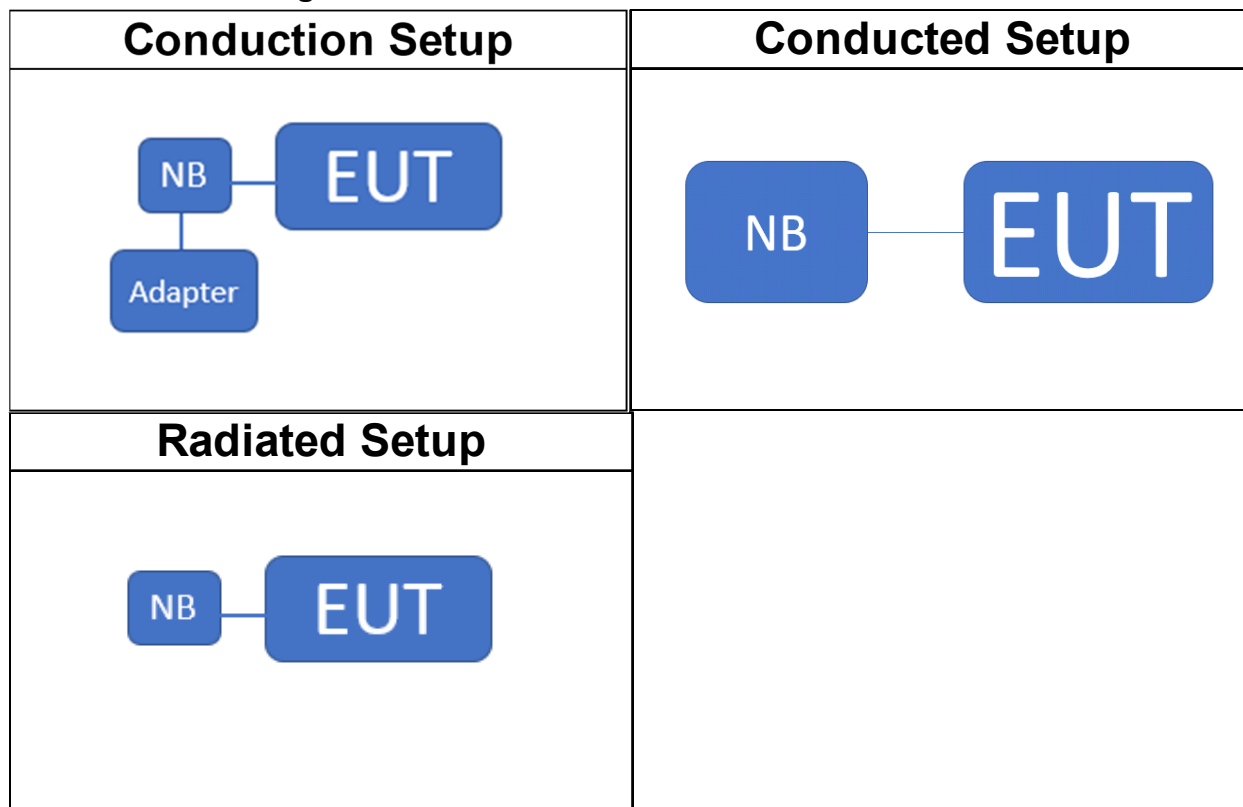 Conduction Setup
Conducted Setup
NB
EUT
Adapter
NB
EUT
Radiated Setup
NB
EUT